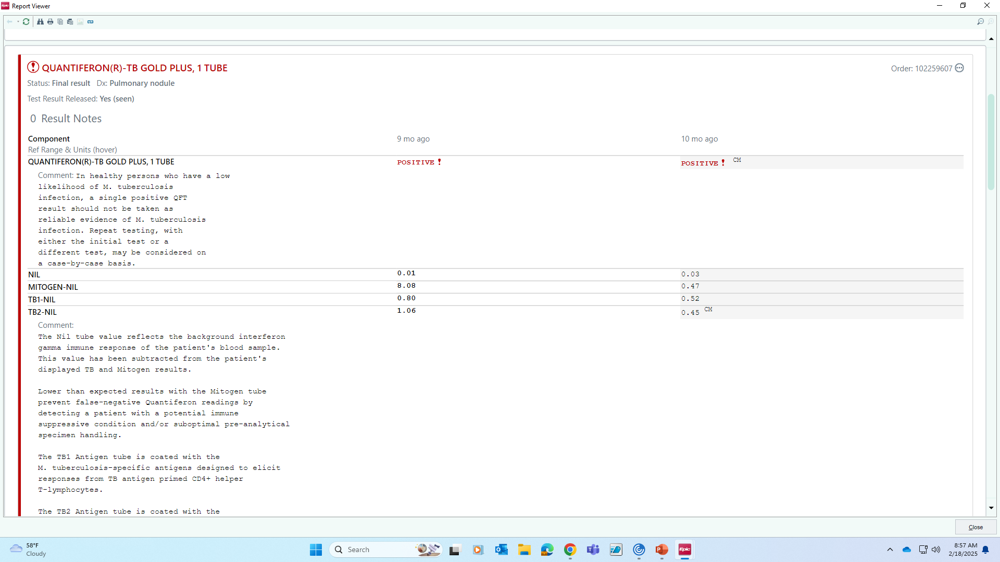 Epic Report Viewer
QUANTIFERON(R)-TB GOLD PLUS, 1 TUBE
Order: 102259607
Status: Final result Dx: Pulmonary nodule
Test Result Released: Yes (seen)
0 Result Notes
Component 9 mo ago 10 mo ago
Ref Range & Units (hover)
QUANTIFERON(R)-TB GOLD PLUS, 1 TUBE POSITIVE ! POSITIVE ! CM
Comment: In healthy persons who have a low
likelihood of M. tuberculosis
infection, a single positive QFT
result should not be taken as
reliable evidence of M. tuberculosis
infection. Repeat testing, with
either the initial test or a
different test, may be considered on
a case-by-case basis.
NIL 0.01 0.03
MITOGEN-NIL 8.08 0.47
TB1-NIL 0.80 0.52
TB2-NIL 1.06 0.45 CM
Comment:
The Nil tube value reflects the background interferon
gamma immune response of the patient's blood sample.
This value has been subtracted from the patient's
displayed TB and Mitogen results.
Lower than expected results with the Mitogen tube
prevent false-negative Quantiferon readings by
detecting a patient with a potential immune
suppressive condition and/or suboptimal pre-analytical
specimen handling.
The TB1 Antigen tube is coated with the
M. tuberculosis-specific antigens designed to elicit
responses from TB antigen primed CD4+ helper
T-lymphocytes.
The TB2 Antigen tube is coated with the
Close
58°F
Cloudy
Search
Epic
8:57 AM
2/18/2025